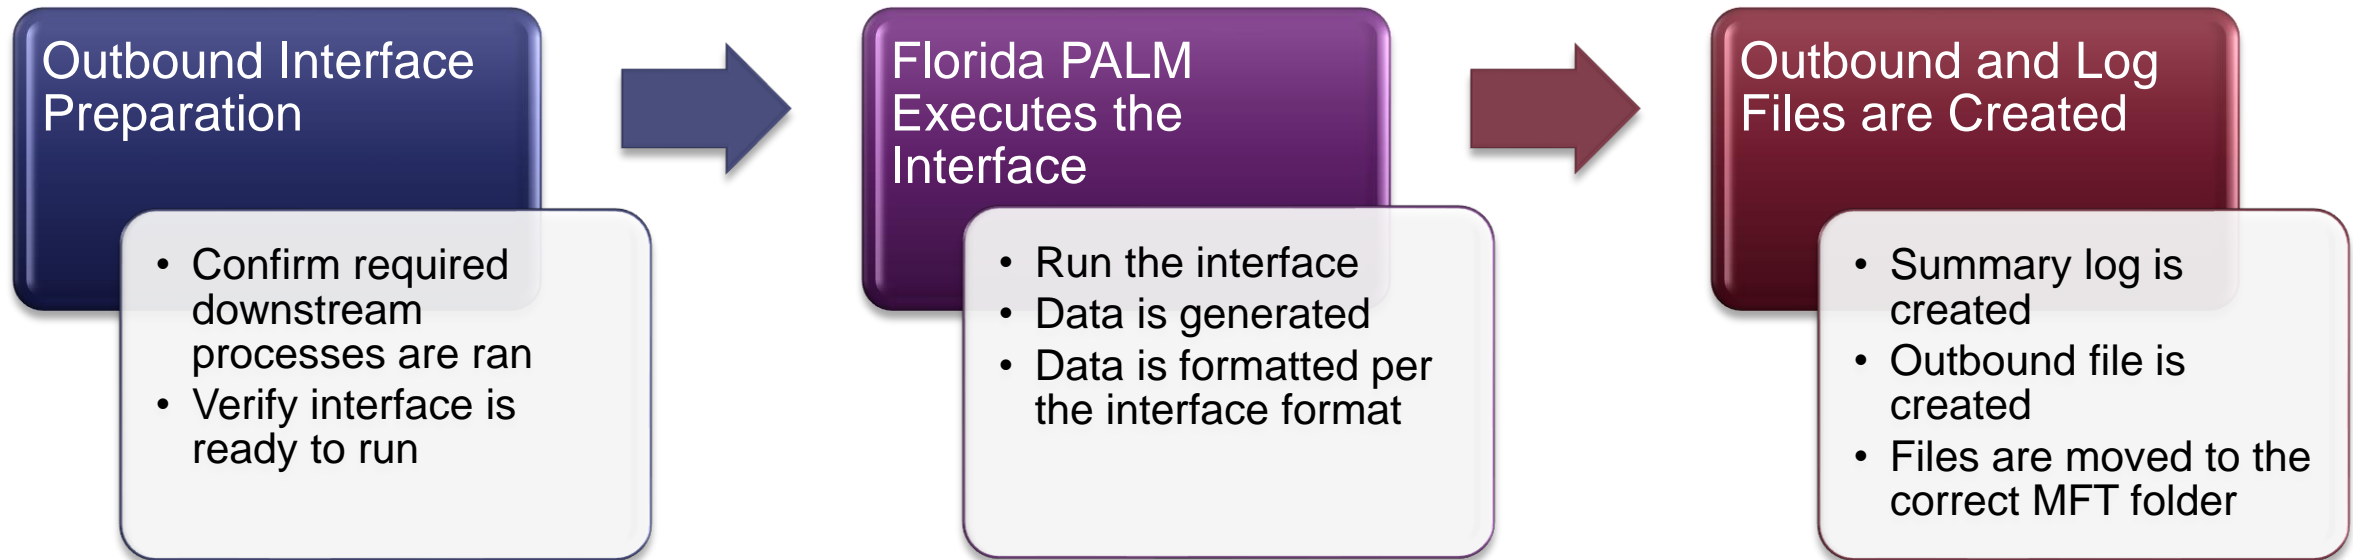 Outbound Interface
Preparation
• Confirm required
downstream
processes are ran
• Verify interface is
ready to run
Florida PALM
Executes the
Interface
• Run the interface
• Data is generated
• Data is formatted per
the interface format
Outbound and Log
Files are Created
• Summary log is
created
• Outbound file is
created
• Files are moved to the
correct MFT folder